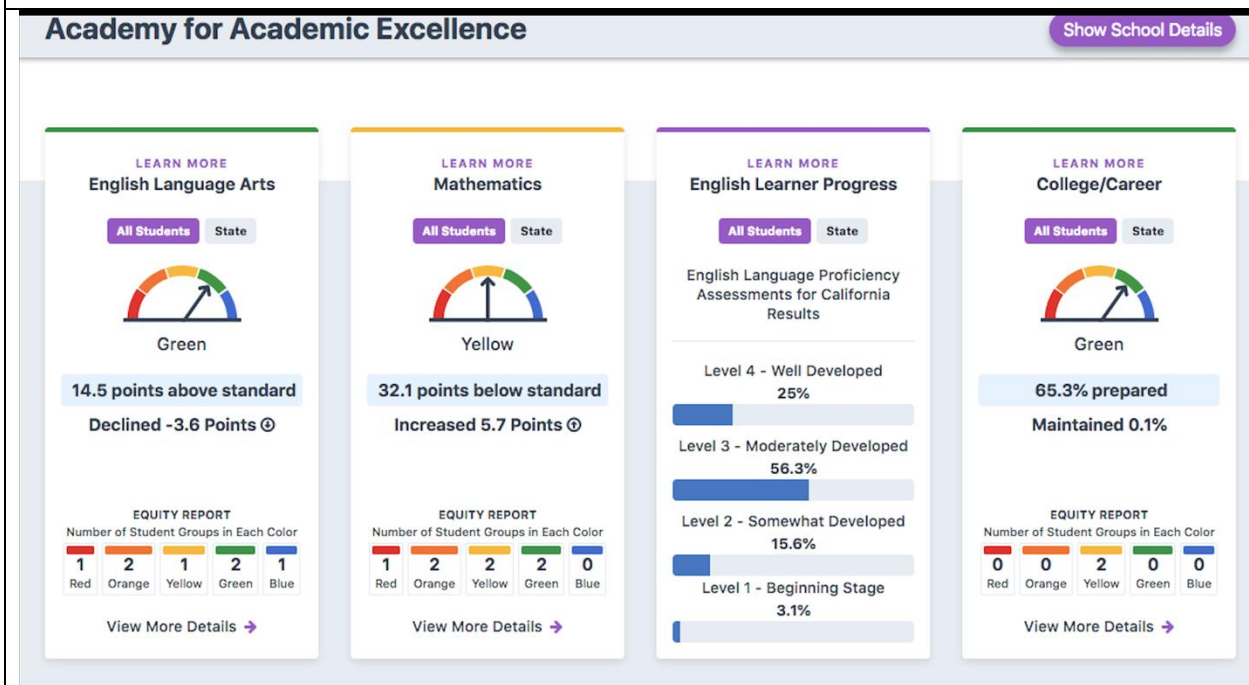 Academy for Academic Excellence
Show School Details
LEARN MORE
English Language Arts
All Students State
Green
14.5 points above standard
Declined -3.6 Points
EQUITY REPORT
Number of Student Groups in Each Color
1 2 1 2 1
Red Orange Yellow Green Blue
View More Details →
LEARN MORE
Mathematics
All Students State
Yellow
32.1 points below standard
Increased 5.7 Points
EQUITY REPORT
Number of Student Groups in Each Color
1 2 2 2 0
Red Orange Yellow Green Blue
View More Details →
LEARN MORE
English Learner Progress
All Students State
English Language Proficiency
Assessments for California
Results
Level 4 - Well Developed
25%
Level 3 - Moderately Developed
56.3%
Level 2 - Somewhat Developed
15.6%
Level 1 - Beginning Stage
3.1%
LEARN MORE
College/Career
All Students State
Green
65.3% prepared
Maintained 0.1%
EQUITY REPORT
Number of Student Groups in Each Color
0 0 2 0 0
Red Orange Yellow Green Blue
View More Details →